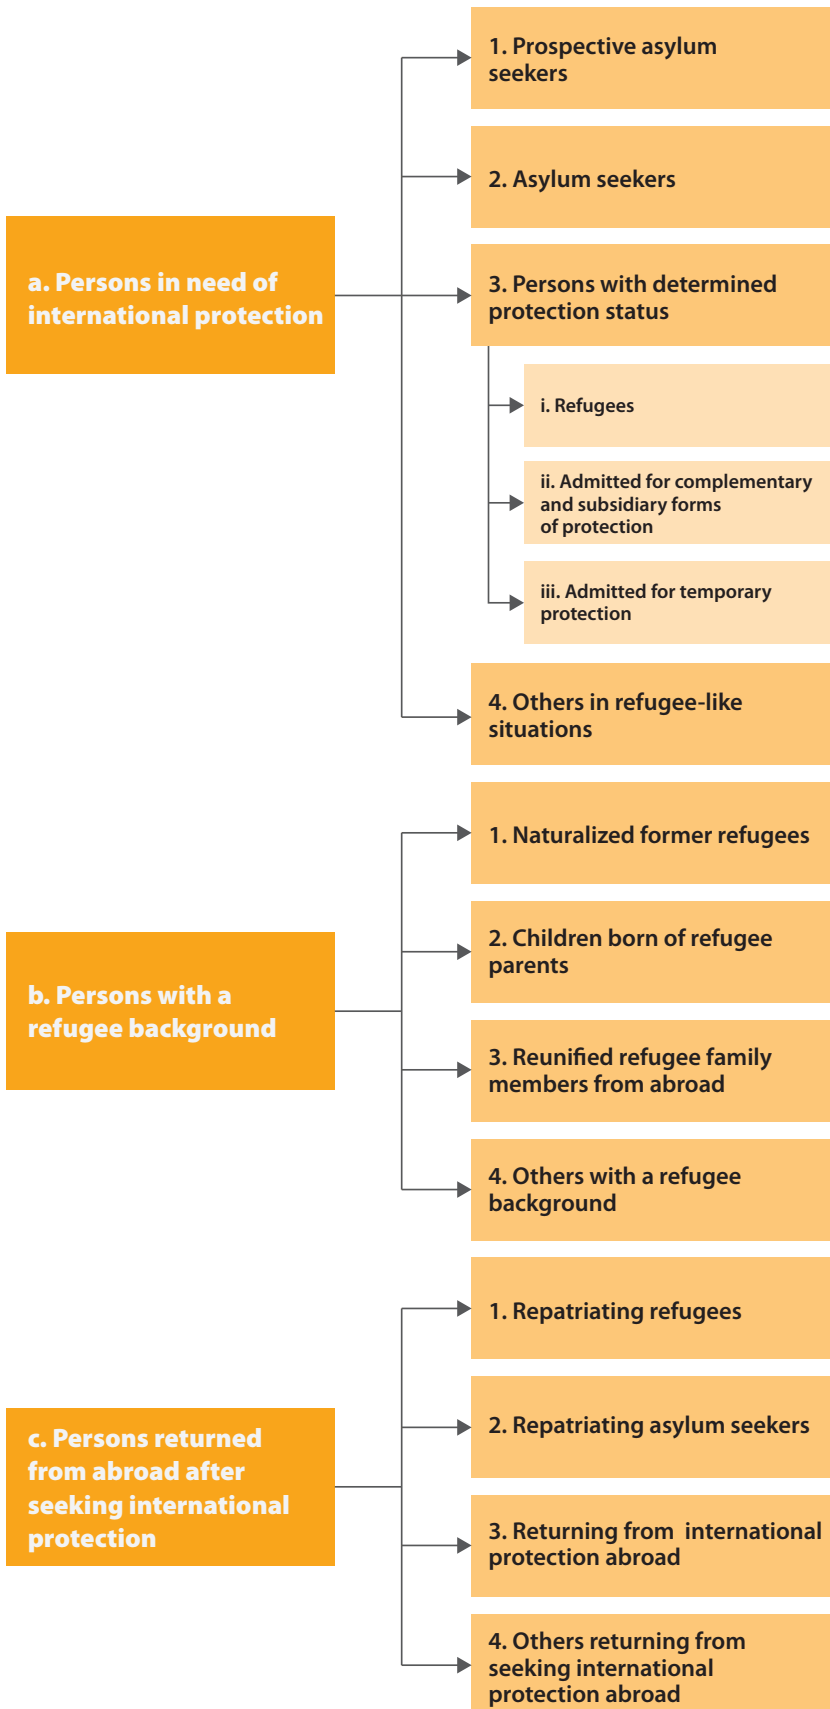 a. Persons in need of
international protection
1. Prospective asylum
seekers
2. Asylum seekers
3. Persons with determined
protection status
i. Refugees
ii. Admitted for complementary
and subsidiary forms
of protection
iii. Admitted for temporary
protection
4. Others in refugee-like
situations
b. Persons with a
refugee background
1. Naturalized former refugees
2. Children born of refugee
parents
3. Reunified refugee family
members from abroad
4. Others with a refugee
background
c. Persons returned
from abroad after
seeking international
protection
1. Repatriating refugees
2. Repatriating asylum seekers
3. Returning from international
protection abroad
4. Others returning from
seeking international
protection abroad